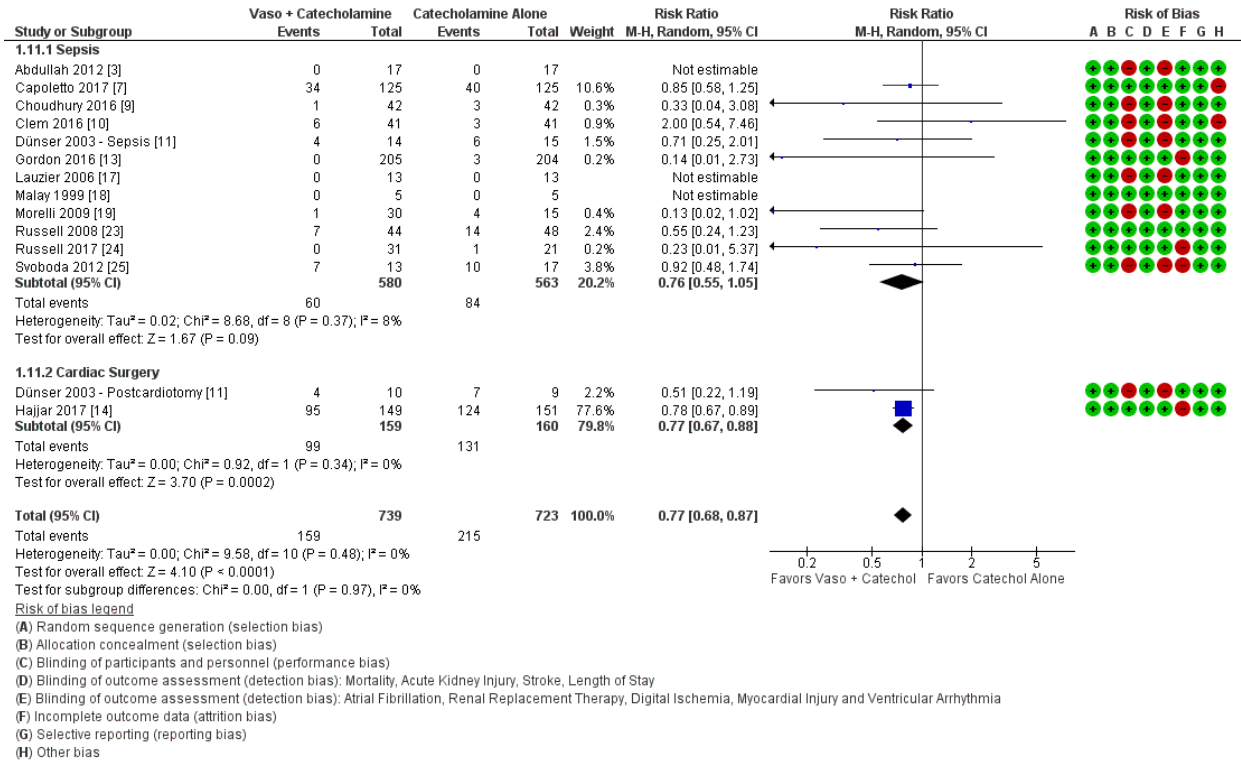 Vaso + Catecholamine Catecholamine Alone Risk Ratio Risk Ratio Risk of Bias
Study or Subgroup Events Total Events Total Weight M-H, Random, 95% CI M-H, Random, 95% CI A B C D E F G H
1.11.1 Sepsis
Abdullah 2012 [3] 0 17 0 17 Not estimable
Capoletto 2017 [7] 34 125 40 125 10.6% 0.85 [0.58, 1.25]
Choudhury 2016 [9] 1 42 3 42 0.3% 0.33 [0.04, 3.08]
Clem 2016 [10] 6 41 3 41 0.9% 2.00 [0.54, 7.46]
Dünser 2003 - Sepsis [11] 4 14 6 15 1.5% 0.71 [0.25, 2.01]
Gordon 2016 [13] 0 205 3 204 0.2% 0.14 [0.01, 2.73]
Lauzier 2006 [17] 0 13 0 13 Not estimable
Malay 1999 [18] 0 5 0 5 Not estimable
Morelli 2009 [19] 1 30 4 15 0.4% 0.13 [0.02, 1.02]
Russell 2008 [23] 7 44 14 48 2.4% 0.55 [0.24, 1.23]
Russell 2017 [24] 0 31 1 21 0.2% 0.23 [0.01, 5.37]
Svoboda 2012 [25] 7 13 10 17 3.8% 0.92 [0.48, 1.74]
Subtotal (95% CI) 580 563 20.2% 0.76 [0.55, 1.05]
Total events 60 84
Heterogeneity: Tau² = 0.02; Chi² = 8.68, df = 8 (P = 0.37); I² = 8%
Test for overall effect: Z = 1.67 (P = 0.09)
1.11.2 Cardiac Surgery
Dünser 2003 - Postcardiotomy [11] 4 10 7 9 2.2% 0.51 [0.22, 1.19]
Hajjar 2017 [14] 95 149 124 151 77.6% 0.78 [0.67, 0.89]
Subtotal (95% CI) 159 160 79.8% 0.77 [0.67, 0.88]
Total events 99 131
Heterogeneity: Tau² = 0.00; Chi² = 0.92, df = 1 (P = 0.34); I² = 0%
Test for overall effect: Z = 3.70 (P = 0.0002)
Total (95% CI) 739 723 100.0% 0.77 [0.68, 0.87]
Total events 159 215
Heterogeneity: Tau² = 0.00; Chi² = 9.58, df = 10 (P = 0.48); I² = 0%
Test for overall effect: Z = 4.10 (P < 0.0001)
Test for subgroup differences: Chi² = 0.00, df = 1 (P = 0.97), I² = 0%
0.2 0.5 1 2 5
Favors Vaso + Catechol Favors Catechol Alone
Risk of bias legend
(A) Random sequence generation (selection bias)
(B) Allocation concealment (selection bias)
(C) Blinding of participants and personnel (performance bias)
(D) Blinding of outcome assessment (detection bias): Mortality, Acute Kidney Injury, Stroke, Length of Stay
(E) Blinding of outcome assessment (detection bias): Atrial Fibrillation, Renal Replacement Therapy, Digital Ischemia, Myocardial Injury and Ventricular Arrhythmia
(F) Incomplete outcome data (attrition bias)
(G) Selective reporting (reporting bias)
(H) Other bias